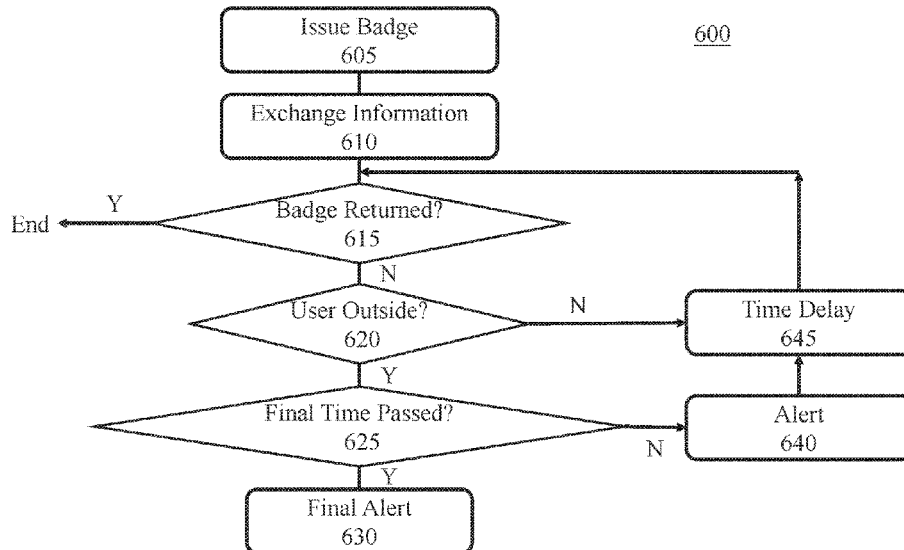 Issue Badge
605
600
Exchange Information
610
Badge Returned?
615
Y
End
N
User Outside?
620
N
Time Delay
645
Y
Final Time Passed?
625
N
Alert
640
Y
Final Alert
630